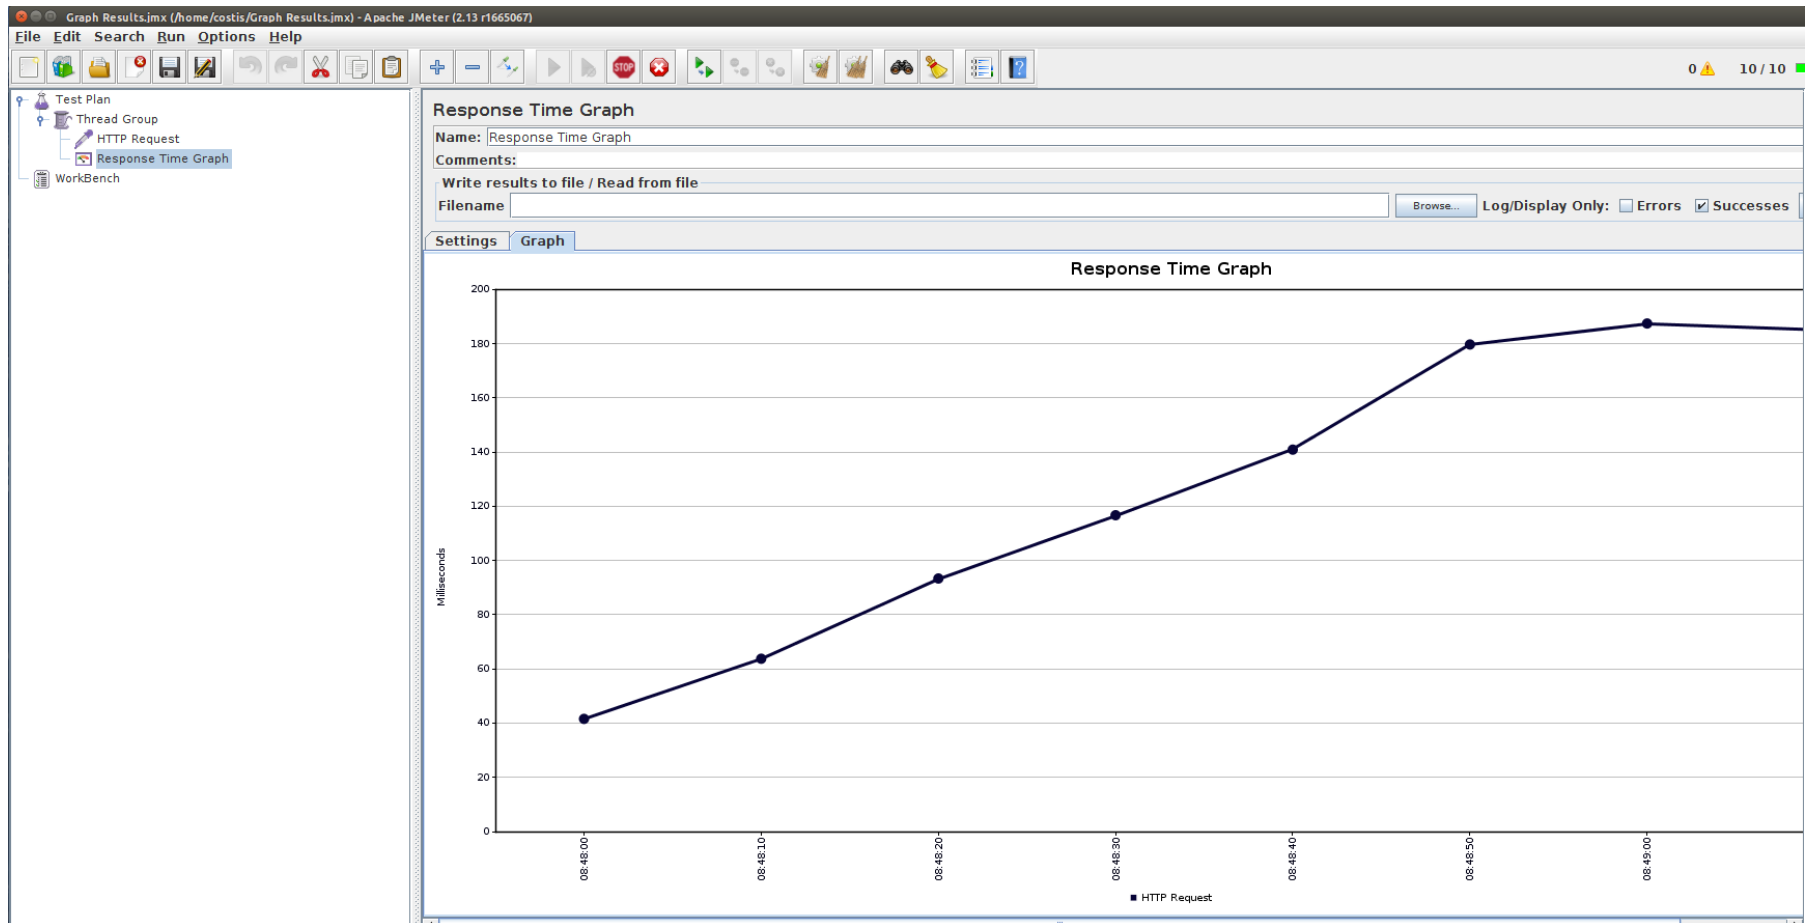 Graph Results.jmx (/home/costis/Graph Results.jmx) - Apache JMeter (2.13 r1665067)
File Edit Search Run Options Help
STOP
0 10 / 10
Test Plan
Thread Group
HTTP Request
Response Time Graph
WorkBench
Response Time Graph
Name: Response Time Graph
Comments:
Write results to file / Read from file
Filename Browse... Log/Display Only: Errors Successes
Settings Graph
Response Time Graph
200
180
160
140
120
100
80
60
40
20
0
Milliseconds
08:48:00 08:48:10 08:48:20 08:48:30 08:48:40 08:48:50 08:49:00
HTTP Request